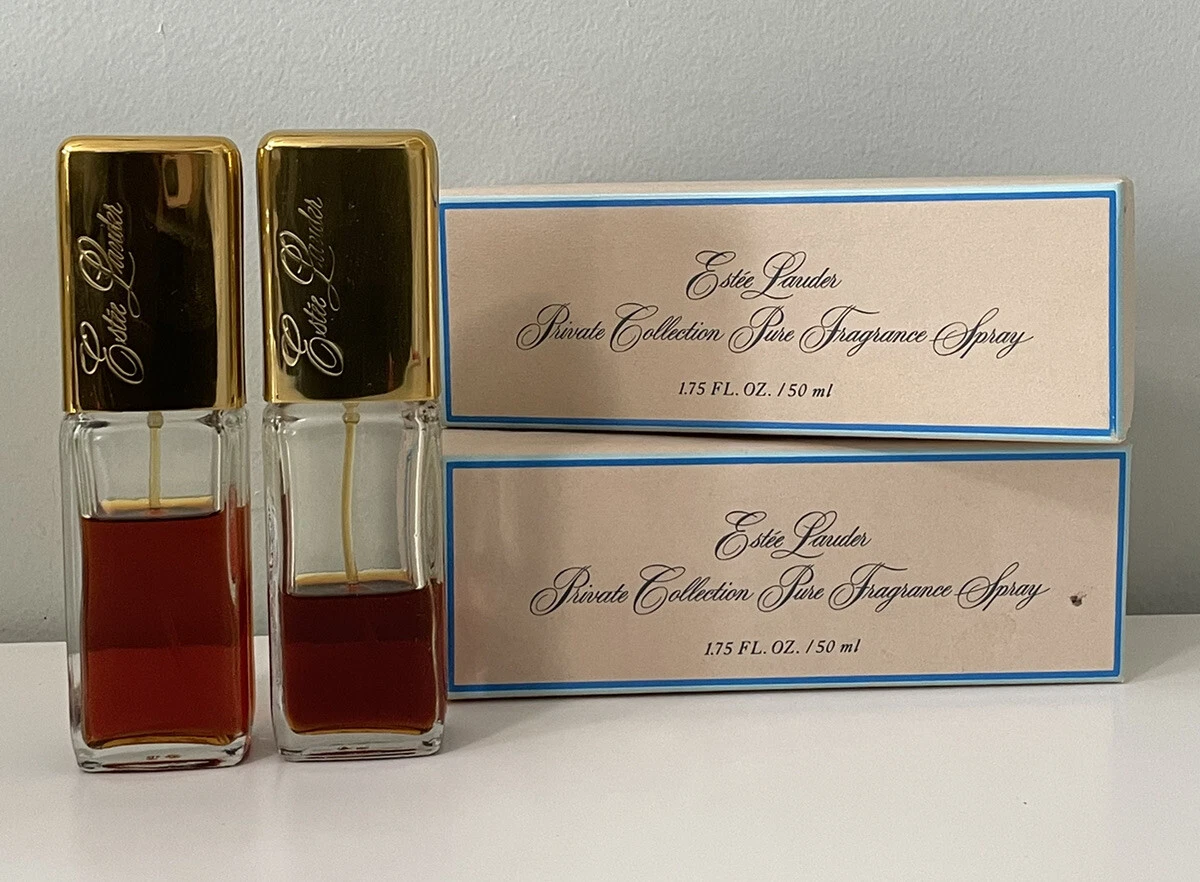 Estée Lauder
Estée Lauder
Estée Lauder
Private Collection Pure Fragrance Spray
1.75 FL. OZ. / 50 ml
Estée Lauder
Private Collection Pure Fragrance Spray
1.75 FL. OZ. / 50 ml